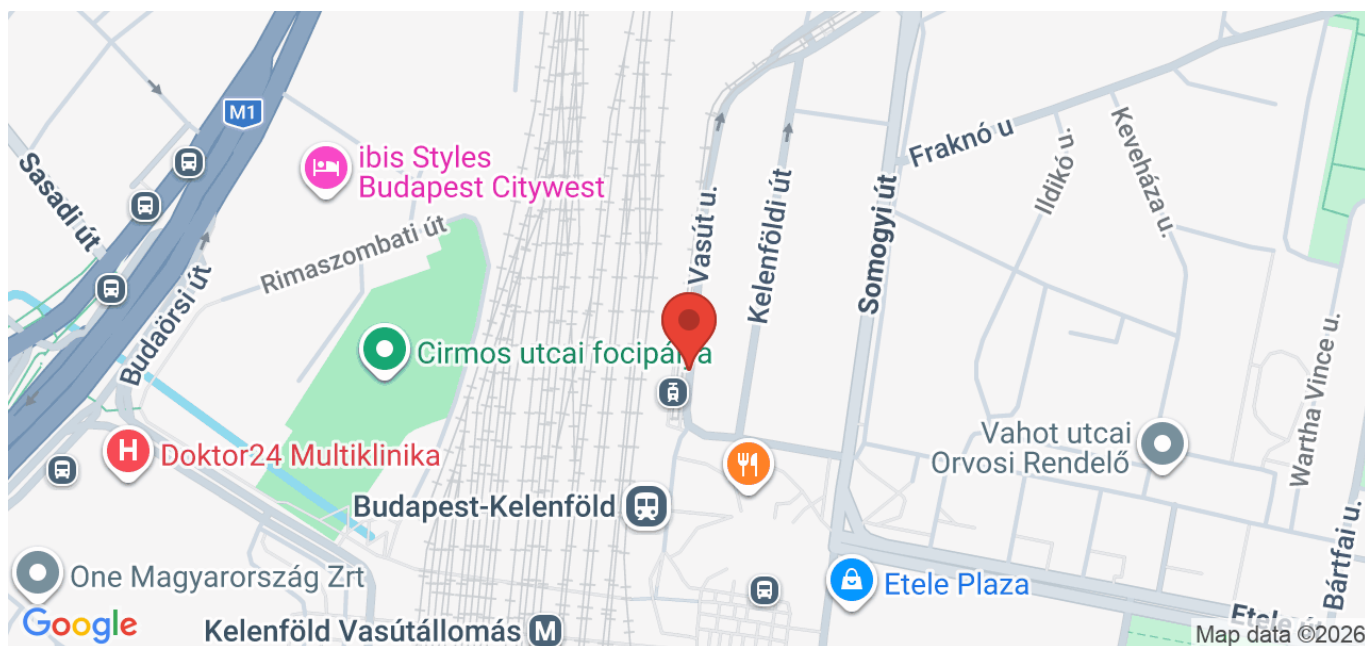 M1
ibis Styles
Budapest Citywest
Sasadi út
Rimaszombati út
Budaörsi út
Vasút u.
Kelenföldi út
Somogyi út
Fraknó u
Ildikó u.
Keveháza u.
Wartha Vince u.
Cirmos utcai focipálya
H
Doktor24 Multiklinika
Vahot utcai
Orvosi Rendelő
Budapest-Kelenföld
One Magyarország Zrt
Etele Plaza
Bártfai u.
Etele út
Google
Kelenföld Vasútállomás M
Map data ©2026